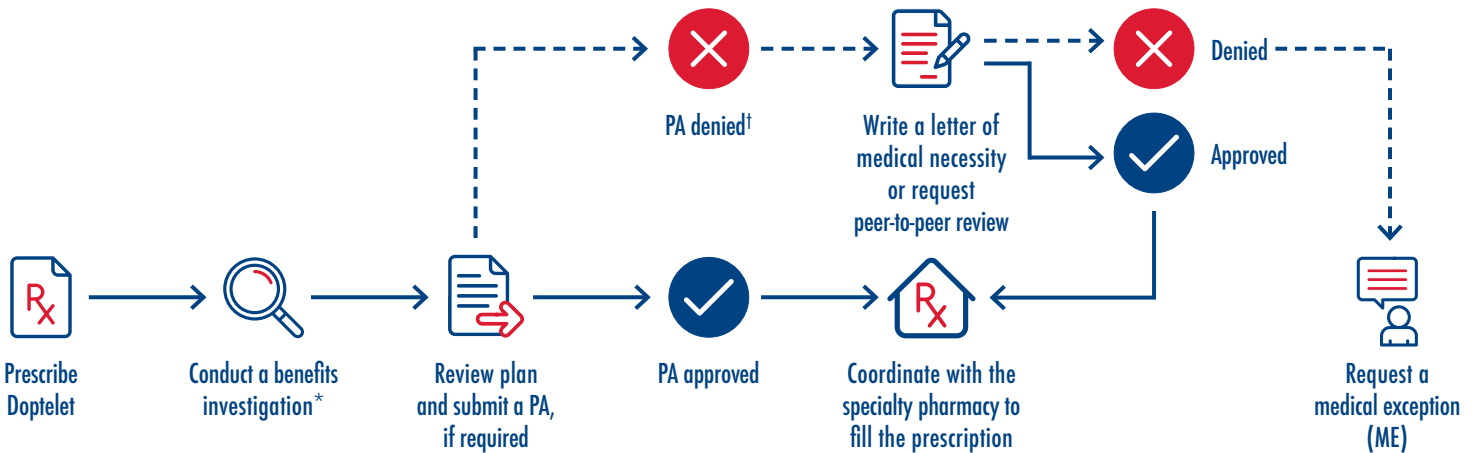 PA denied†
Write a letter of
medical necessity
or request
peer-to-peer review
Denied
Approved
Rx
Prescribe
Doptelet
Conduct a benefits
investigation*
Review plan
and submit a PA,
if required
PA approved
Rx
Coordinate with the
specialty pharmacy to
fill the prescription
Request a
medical exception
(ME)